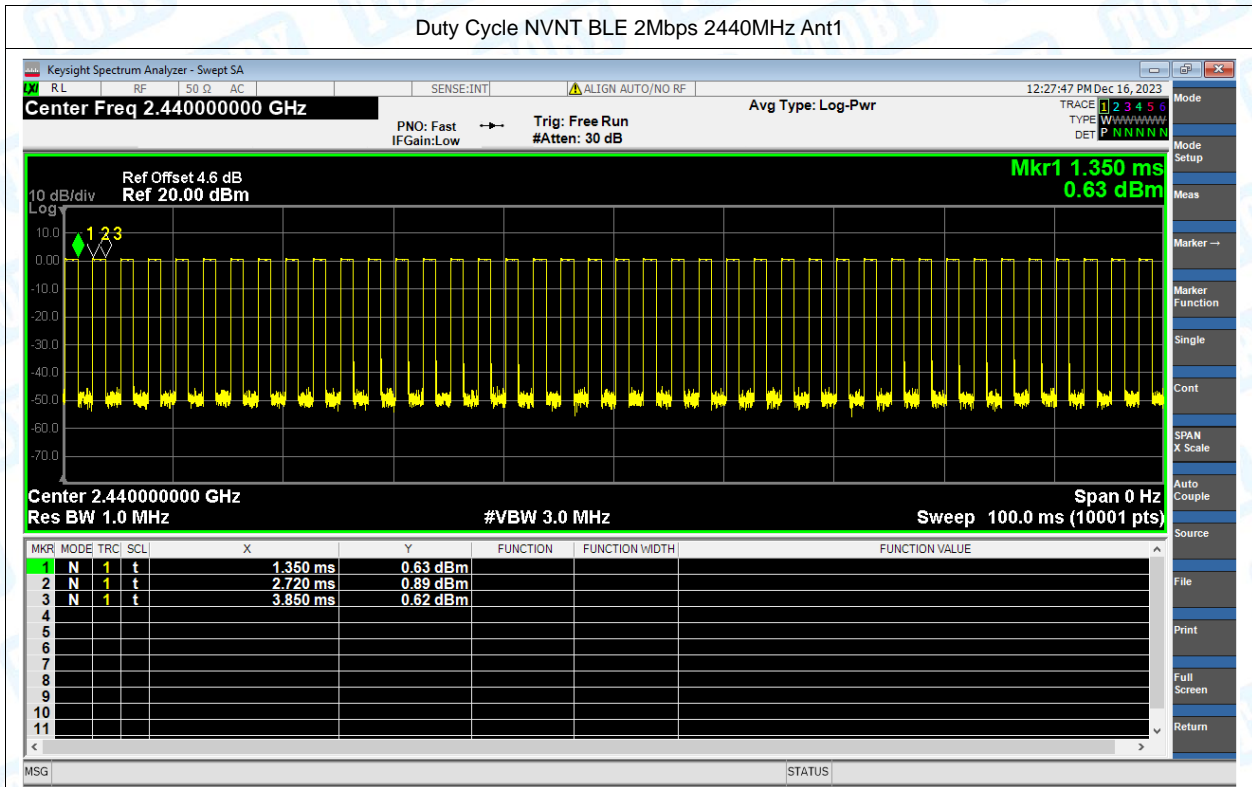 Duty Cycle NVNT BLE 2Mbps 2440MHz Ant1
Keysight Spectrum Analyzer - Swept SA
LXI RL RF 50 Ω AC SENSE:INT ALIGN AUTO/NO RF 12:27:47 PM Dec 16, 2023
Center Freq 2.440000000 GHz Avg Type: Log-Pwr TRACE 1 2 3 4 5 6
PNO: Fast Trig: Free Run TYPE WWWWWW
IFGain:Low #Atten: 30 dB DET P N N N N N
Ref Offset 4.6 dB Mkr1 1.350 ms
10 dB/div Ref 20.00 dBm 0.63 dBm
Log
10.0
0.00
-10.0
-20.0
-30.0
-40.0
-50.0
-60.0
-70.0
1 2 3
Center 2.440000000 GHz Span 0 Hz
Res BW 1.0 MHz #VBW 3.0 MHz Sweep 100.0 ms (10001 pts)
MKR MODE TRC SCL X Y FUNCTION FUNCTION WIDTH FUNCTION VALUE
1 N 1 t 1.350 ms 0.63 dBm
2 N 1 t 2.720 ms 0.89 dBm
3 N 1 t 3.850 ms 0.62 dBm
4
5
6
7
8
9
10
11
MSG STATUS
Mode
Mode
Setup
Meas
Marker →
Marker
Function
Single
Cont
SPAN
X Scale
Auto
Couple
Source
File
Print
Full
Screen
Return
TOBY